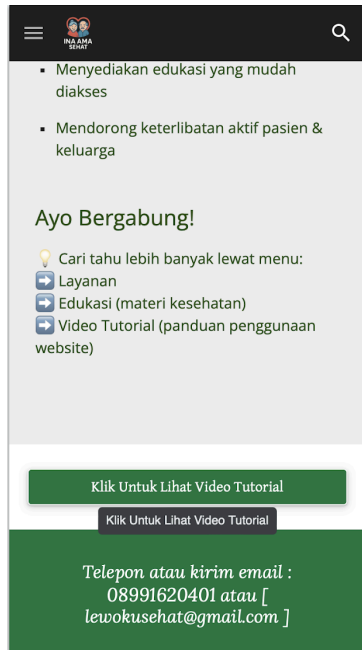 INA AMA
SEHAT
▪ Menyediakan edukasi yang mudah
diakses
▪ Mendorong keterlibatan aktif pasien &
keluarga
Ayo Bergabung!
💡 Cari tahu lebih banyak lewat menu:
➡️ Layanan
➡️ Edukasi (materi kesehatan)
➡️ Video Tutorial (panduan penggunaan
website)
Klik Untuk Lihat Video Tutorial
Klik Untuk Lihat Video Tutorial
Telepon atau kirim email :
08991620401 atau [
lewokusehat@gmail.com ]